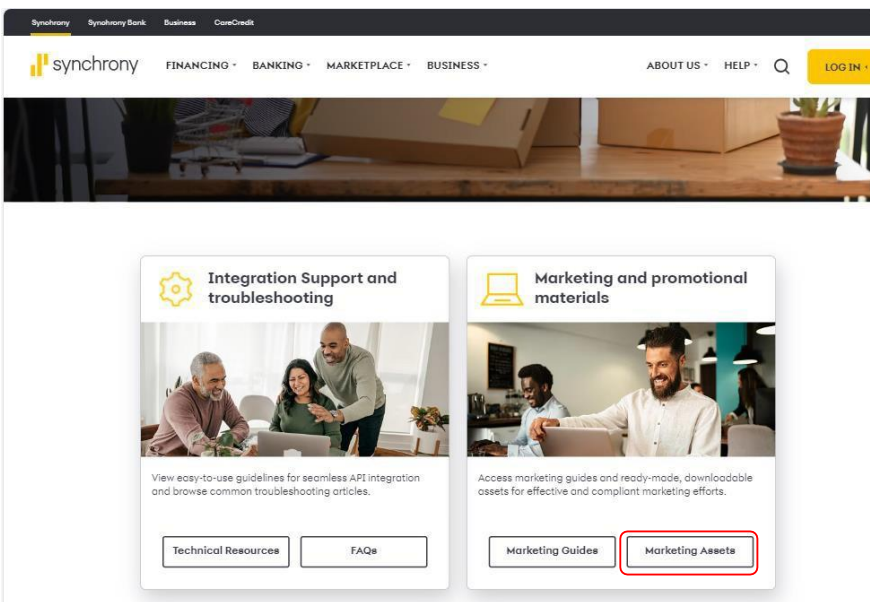 Synchrony Synchrony Bank Business CareCredit
synchrony FINANCING BANKING MARKETPLACE BUSINESS ABOUT US HELP LOG IN
Integration Support and
troubleshooting
View easy-to-use guidelines for seamless API integration
and browse common troubleshooting articles.
Technical Resources FAQs
Marketing and promotional
materials
Access marketing guides and ready-made, downloadable
assets for effective and compliant marketing efforts.
Marketing Guides Marketing Assets